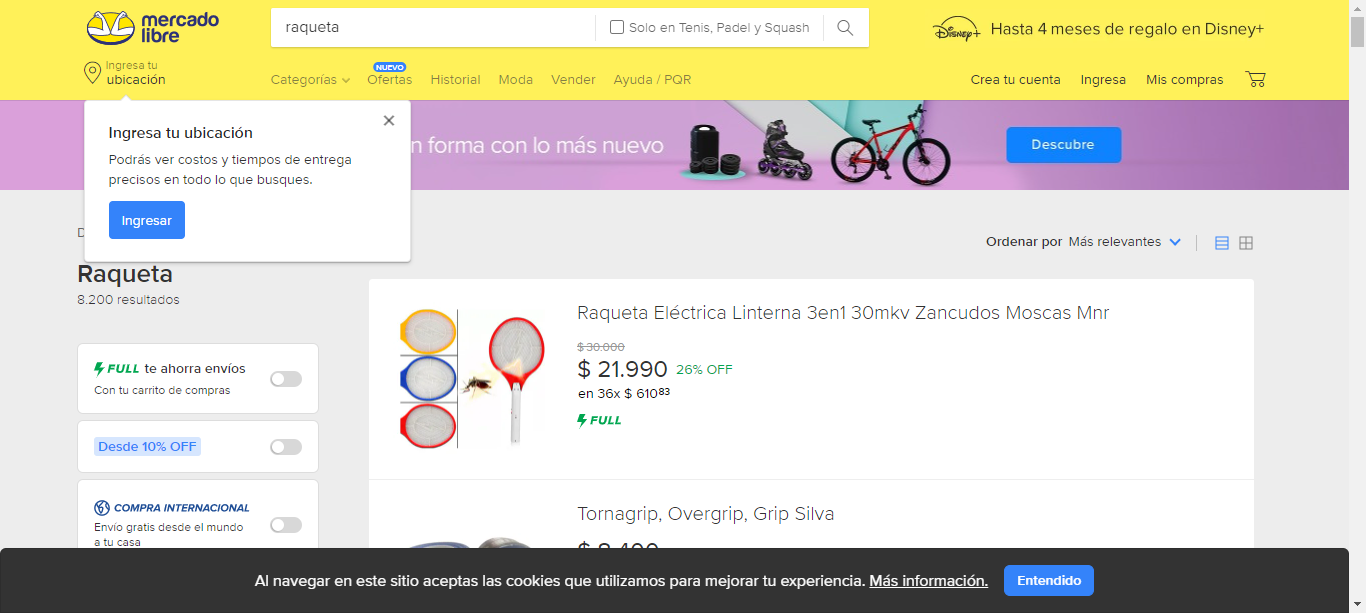 mercado
libre
raqueta
Solo en Tenis, Padel y Squash
Disney+
Hasta 4 meses de regalo en Disney+
Ingresa tu
ubicación
Categorías
NUEVO
Ofertas
Historial
Moda
Vender
Ayuda / PQR
Crea tu cuenta
Ingresa
Mis compras
Ingresa tu ubicación
Podrás ver costos y tiempos de entrega
precisos en todo lo que busques.
Ingresar
n forma con lo más nuevo
Descubre
Ordenar por Más relevantes
Raqueta
8.200 resultados
FULL te ahorra envíos
Con tu carrito de compras
Desde 10% OFF
COMPRA INTERNACIONAL
Envío gratis desde el mundo
a tu casa
Raqueta Eléctrica Linterna 3en1 30mkv Zancudos Moscas Mnr
$ 30.000
$ 21.990 26% OFF
en 36x $ 610⁸³
FULL
Tornagrip, Overgrip, Grip Silva
$ 8.400
Al navegar en este sitio aceptas las cookies que utilizamos para mejorar tu experiencia. Más información.
Entendido